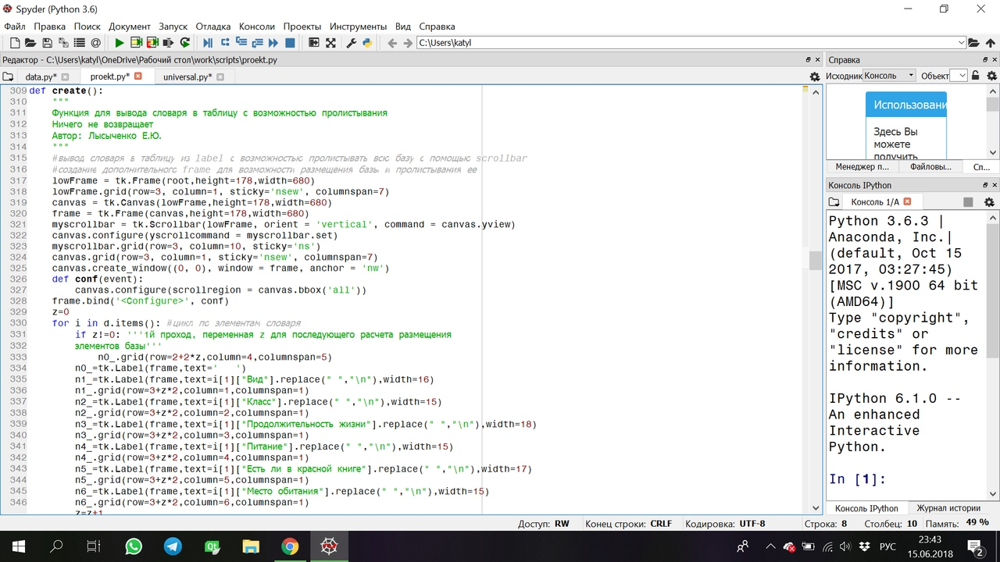 Spyder (Python 3.6)
Файл Правка Поиск Документ Запуск Отладка Консоли Проекты Инструменты Вид Справка
C:\Users\katyl
Редактор - C:\Users\katyl\OneDrive\Рабочий стол\work\scripts\proekt.py
data.py* proekt.py* universal.py*
309 def create():
310 """
311 Функция для вывода словаря в таблицу с возможностью пролистывания
312 Ничего не возвращает
313 Автор: Лысыченко Е.Ю.
314 """
315 #вывод словаря в таблицу из label с возможностью пролистывать всю базу с помощью scrollbar
316 #создание дополнительного frame для возможности размещения базы и пролистывания ее
317 lowFrame = tk.Frame(root,height=178,width=680)
318 lowFrame.grid(row=3, column=1, sticky='nsew', columnspan=7)
319 canvas = tk.Canvas(lowFrame,height=178,width=680)
320 frame = tk.Frame(canvas,height=178,width=680)
321 myscrollbar = tk.Scrollbar(lowFrame, orient = 'vertical', command = canvas.yview)
322 canvas.configure(yscrollcommand = myscrollbar.set)
323 myscrollbar.grid(row=3, column=10, sticky='ns')
324 canvas.grid(row=3, column=1, sticky='nsew', columnspan=7)
325 canvas.create_window((0, 0), window = frame, anchor = 'nw')
326 def conf(event):
327 canvas.configure(scrollregion = canvas.bbox('all'))
328 frame.bind('<Configure>', conf)
329 z=0
330 for i in d.items(): #цикл по элементам словаря
331 if z!=0: '''1й проход, переменная z для последующего расчета размещения
332 элементов базы'''
333 n0_.grid(row=2+2*z,column=4,columnspan=5)
334 n0_=tk.Label(frame,text='   ')
335 n1_=tk.Label(frame,text=i[1]["Вид"].replace(" ","\n"),width=16)
336 n1_.grid(row=3+z*2,column=1,columnspan=1)
337 n2_=tk.Label(frame,text=i[1]["Класс"].replace(" ","\n"),width=15)
338 n2_.grid(row=3+z*2,column=2,columnspan=1)
339 n3_=tk.Label(frame,text=i[1]["Продолжительность жизни"].replace(" ","\n"),width=18)
340 n3_.grid(row=3+z*2,column=3,columnspan=1)
341 n4_=tk.Label(frame,text=i[1]["Питание"].replace(" ","\n"),width=15)
342 n4_.grid(row=3+z*2,column=4,columnspan=1)
343 n5_=tk.Label(frame,text=i[1]["Есть ли в красной книге"].replace(" ","\n"),width=17)
344 n5_.grid(row=3+z*2,column=5,columnspan=1)
345 n6_=tk.Label(frame,text=i[1]["Место обитания"].replace(" ","\n"),width=15)
346 n6_.grid(row=3+z*2,column=6,columnspan=1)
z=z+1
Справка
Исходник Консоль Объект
Использовани
Здесь Вы
можете
получить
Менеджер п... Файловы... Сп...
Консоль IPython
Консоль 1/A
Python 3.6.3 |
Anaconda, Inc.|
(default, Oct 15
2017, 03:27:45)
[MSC v.1900 64 bit
(AMD64)]
Type "copyright",
"credits" or
"license" for more
information.
IPython 6.1.0 --
An enhanced
Interactive
Python.
In [1]:
Консоль IPython Журнал истории
Доступ: RW Конец строки: CRLF Кодировка: UTF-8 Строка: 8 Столбец: 10 Память: 49 %
Qt
РУС
23:43
15.06.2018
2